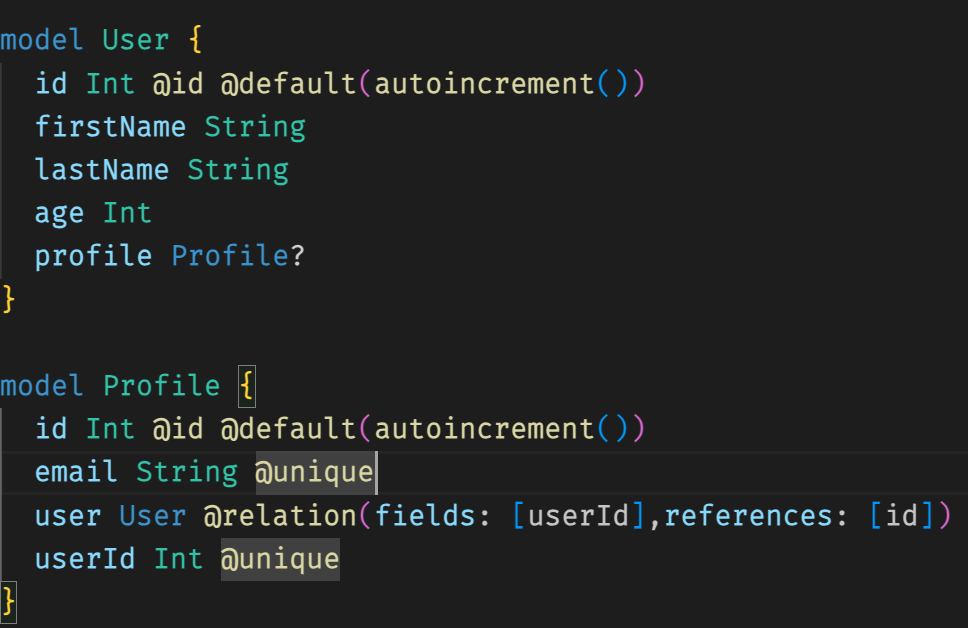 model User {
id Int @id @default(autoincrement())
firstName String
lastName String
age Int
profile Profile?
}
model Profile {
id Int @id @default(autoincrement())
email String @unique
user User @relation(fields: [userId],references: [id])
userId Int @unique
}